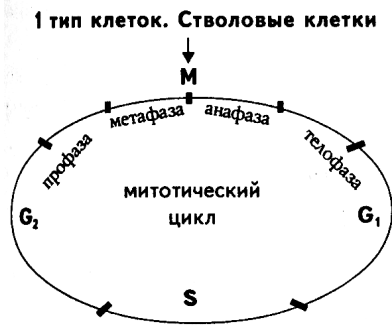 1 тип клеток. Стволовые клетки
M
метафаза анафаза
профаза телофаза
митотический
цикл
G₂ G₁
S